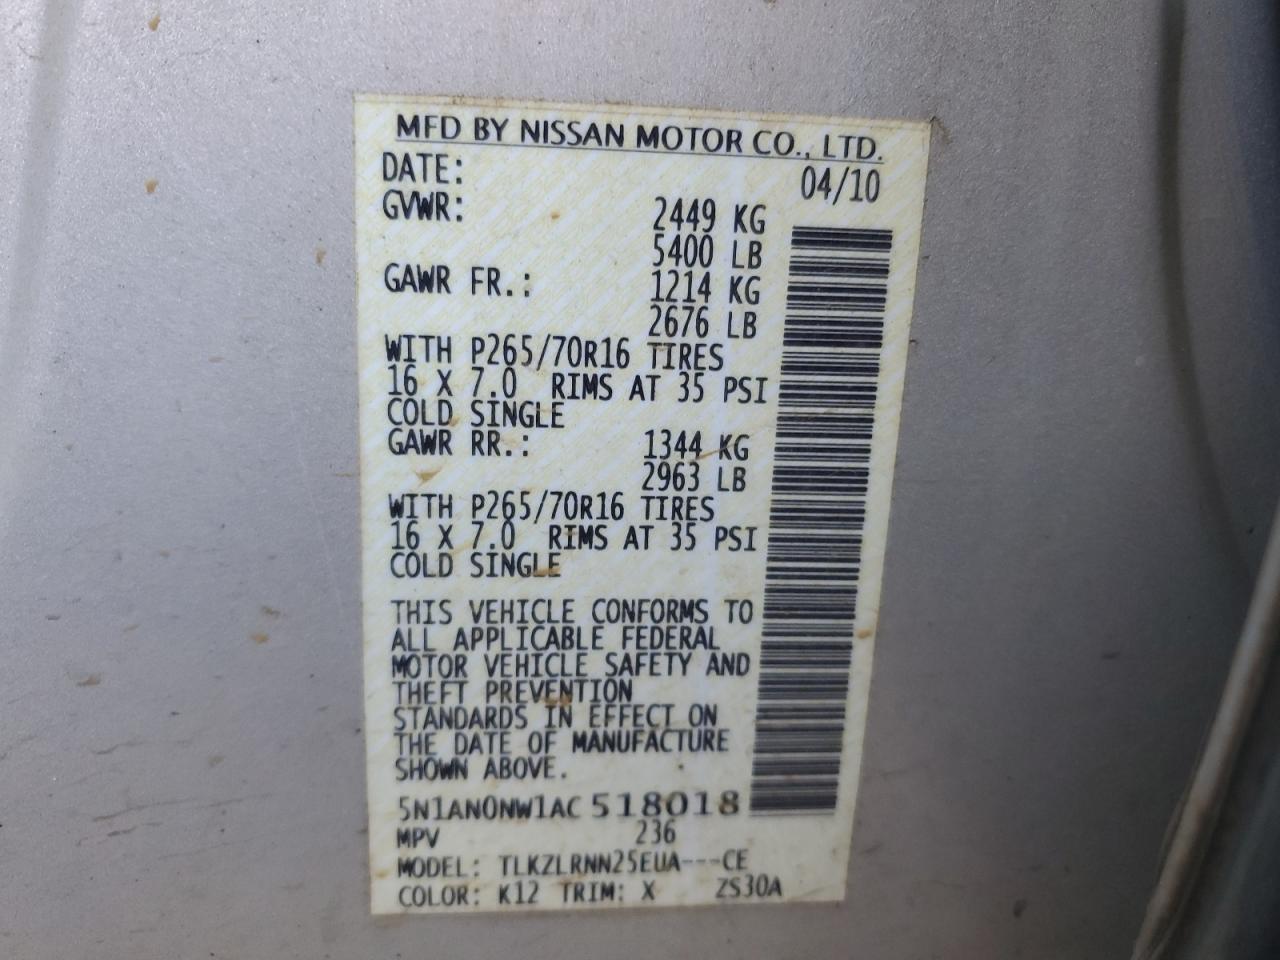 MFD BY NISSAN MOTOR CO., LTD.
DATE: 04/10
GVWR: 2449 KG
5400 LB
GAWR FR.: 1214 KG
2676 LB
WITH P265/70R16 TIRES
16 X 7.0 RIMS AT 35 PSI
COLD SINGLE
GAWR RR.: 1344 KG
2963 LB
WITH P265/70R16 TIRES
16 X 7.0 RIMS AT 35 PSI
COLD SINGLE
THIS VEHICLE CONFORMS TO
ALL APPLICABLE FEDERAL
MOTOR VEHICLE SAFETY AND
THEFT PREVENTION
STANDARDS IN EFFECT ON
THE DATE OF MANUFACTURE
SHOWN ABOVE.
5N1AN0NW1AC518018
MPV 236
MODEL: TLKZLRNN25EUA---CE
COLOR: K12 TRIM: X ZS30A